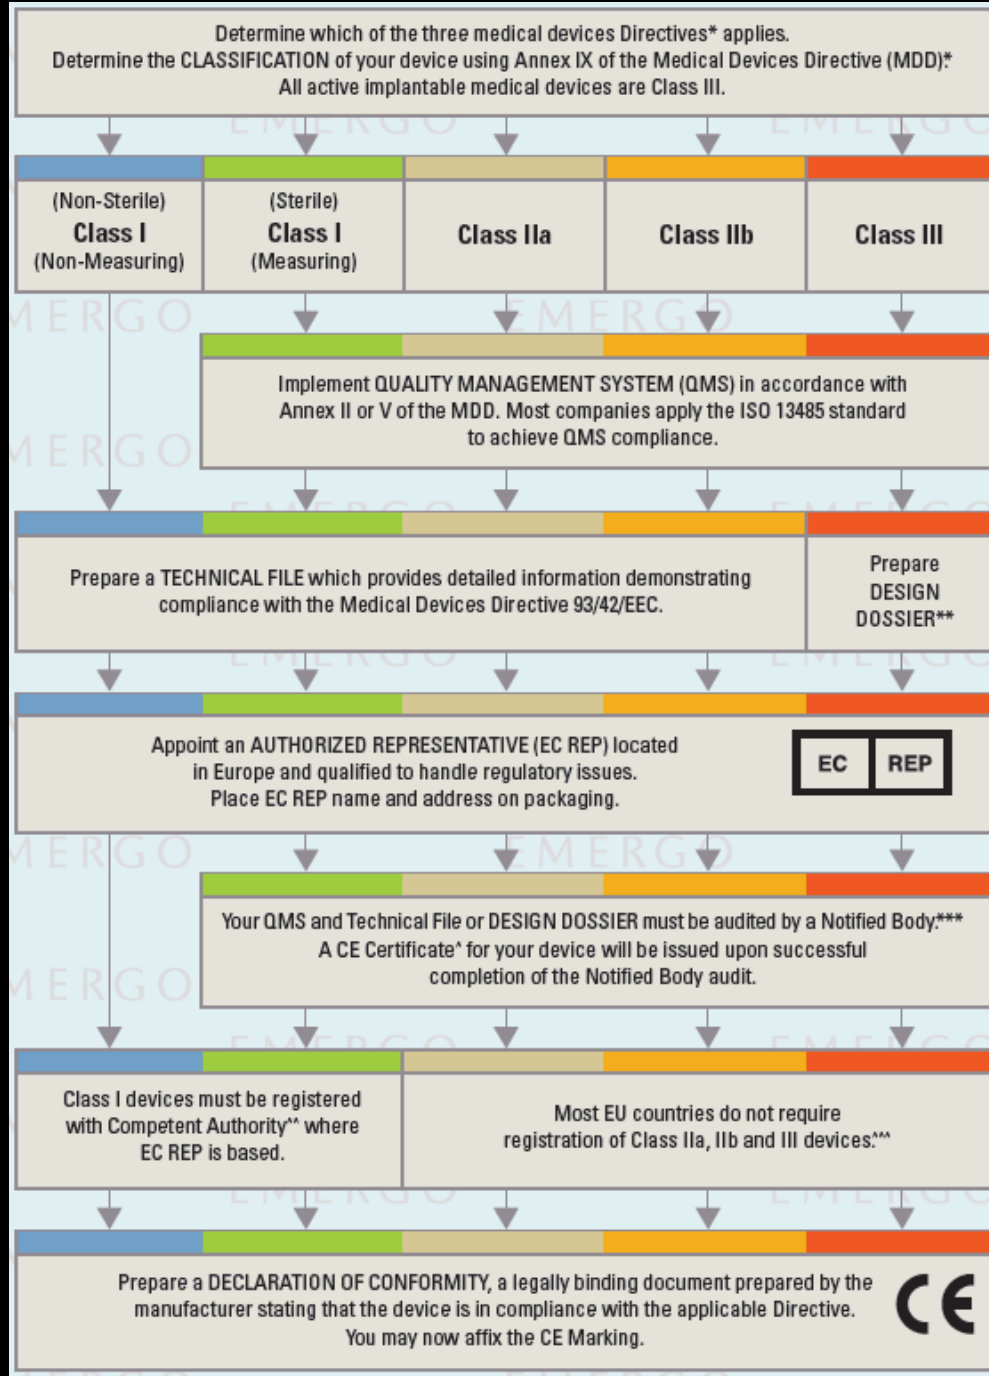 Determine which of the three medical devices Directives* applies.
Determine the CLASSIFICATION of your device using Annex IX of the Medical Devices Directive (MDD)*.
All active implantable medical devices are Class III.
(Non-Sterile)
Class I
(Non-Measuring)
(Sterile)
Class I
(Measuring)
Class IIa
Class IIb
Class III
Implement QUALITY MANAGEMENT SYSTEM (QMS) in accordance with
Annex II or V of the MDD. Most companies apply the ISO 13485 standard
to achieve QMS compliance.
Prepare a TECHNICAL FILE which provides detailed information demonstrating
compliance with the Medical Devices Directive 93/42/EEC.
Prepare
DESIGN
DOSSIER**
Appoint an AUTHORIZED REPRESENTATIVE (EC REP) located
in Europe and qualified to handle regulatory issues.
Place EC REP name and address on packaging.
EC REP
Your QMS and Technical File or DESIGN DOSSIER must be audited by a Notified Body.***
A CE Certificate^ for your device will be issued upon successful
completion of the Notified Body audit.
Class I devices must be registered
with Competent Authority^^ where
EC REP is based.
Most EU countries do not require
registration of Class IIa, IIb and III devices.^^^
Prepare a DECLARATION OF CONFORMITY, a legally binding document prepared by the
manufacturer stating that the device is in compliance with the applicable Directive.
You may now affix the CE Marking.
CE
EMERGO